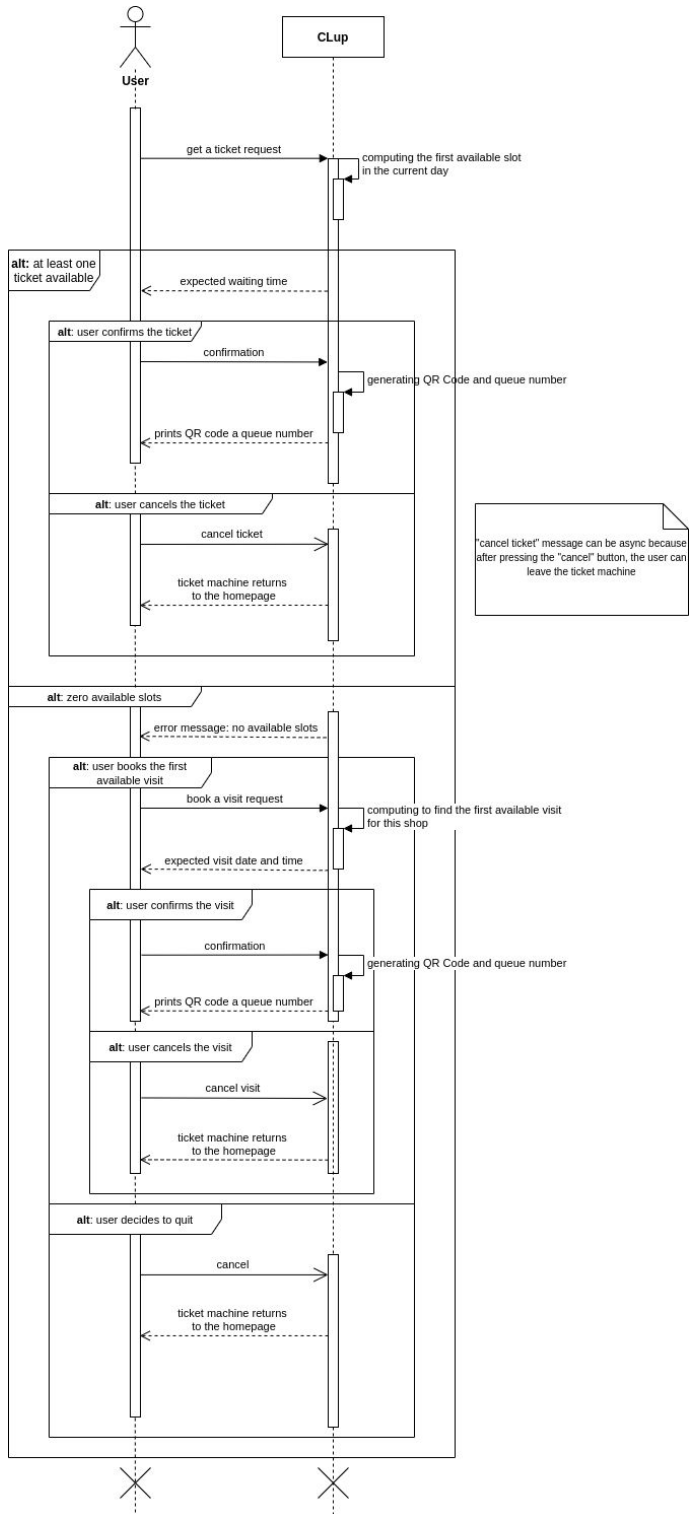 CLup
User
get a ticket request
computing the first available slot
in the current day
alt: at least one
ticket available
expected waiting time
alt: user confirms the ticket
confirmation
generating QR Code and queue number
prints QR code a queue number
alt: user cancels the ticket
cancel ticket
"cancel ticket" message can be async because
after pressing the "cancel" button, the user can
leave the ticket machine
ticket machine returns
to the homepage
alt: zero available slots
error message: no available slots
alt: user books the first
available visit
book a visit request
computing to find the first available visit
for this shop
expected visit date and time
alt: user confirms the visit
confirmation
generating QR Code and queue number
prints QR code a queue number
alt: user cancels the visit
cancel visit
ticket machine returns
to the homepage
alt: user decides to quit
cancel
ticket machine returns
to the homepage